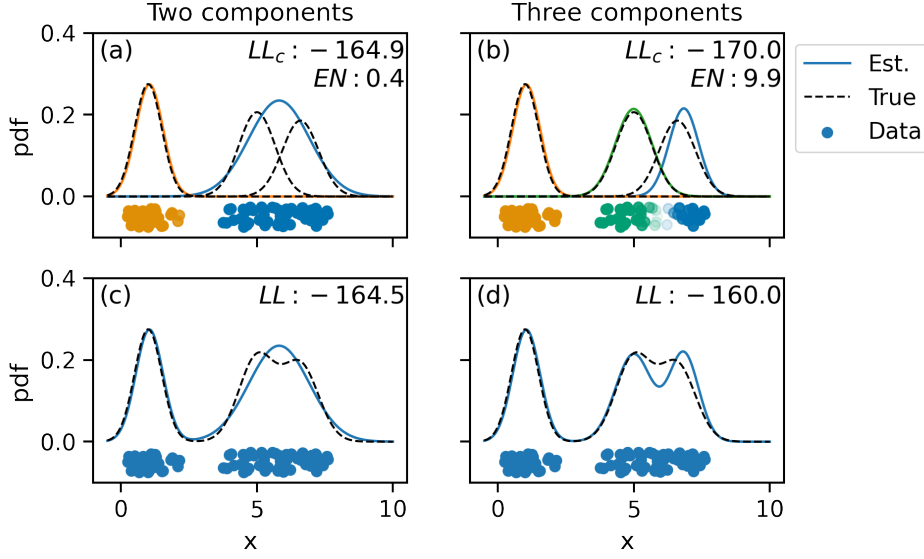 Two components
Three components
(a)
LL_c : −164.9
EN : 0.4
(b)
LL_c : −170.0
EN : 9.9
Est.
True
Data
0.4
0.2
0.0
pdf
(c)
LL : −164.5
(d)
LL : −160.0
0.4
0.2
0.0
pdf
0
5
10
0
5
10
x
x